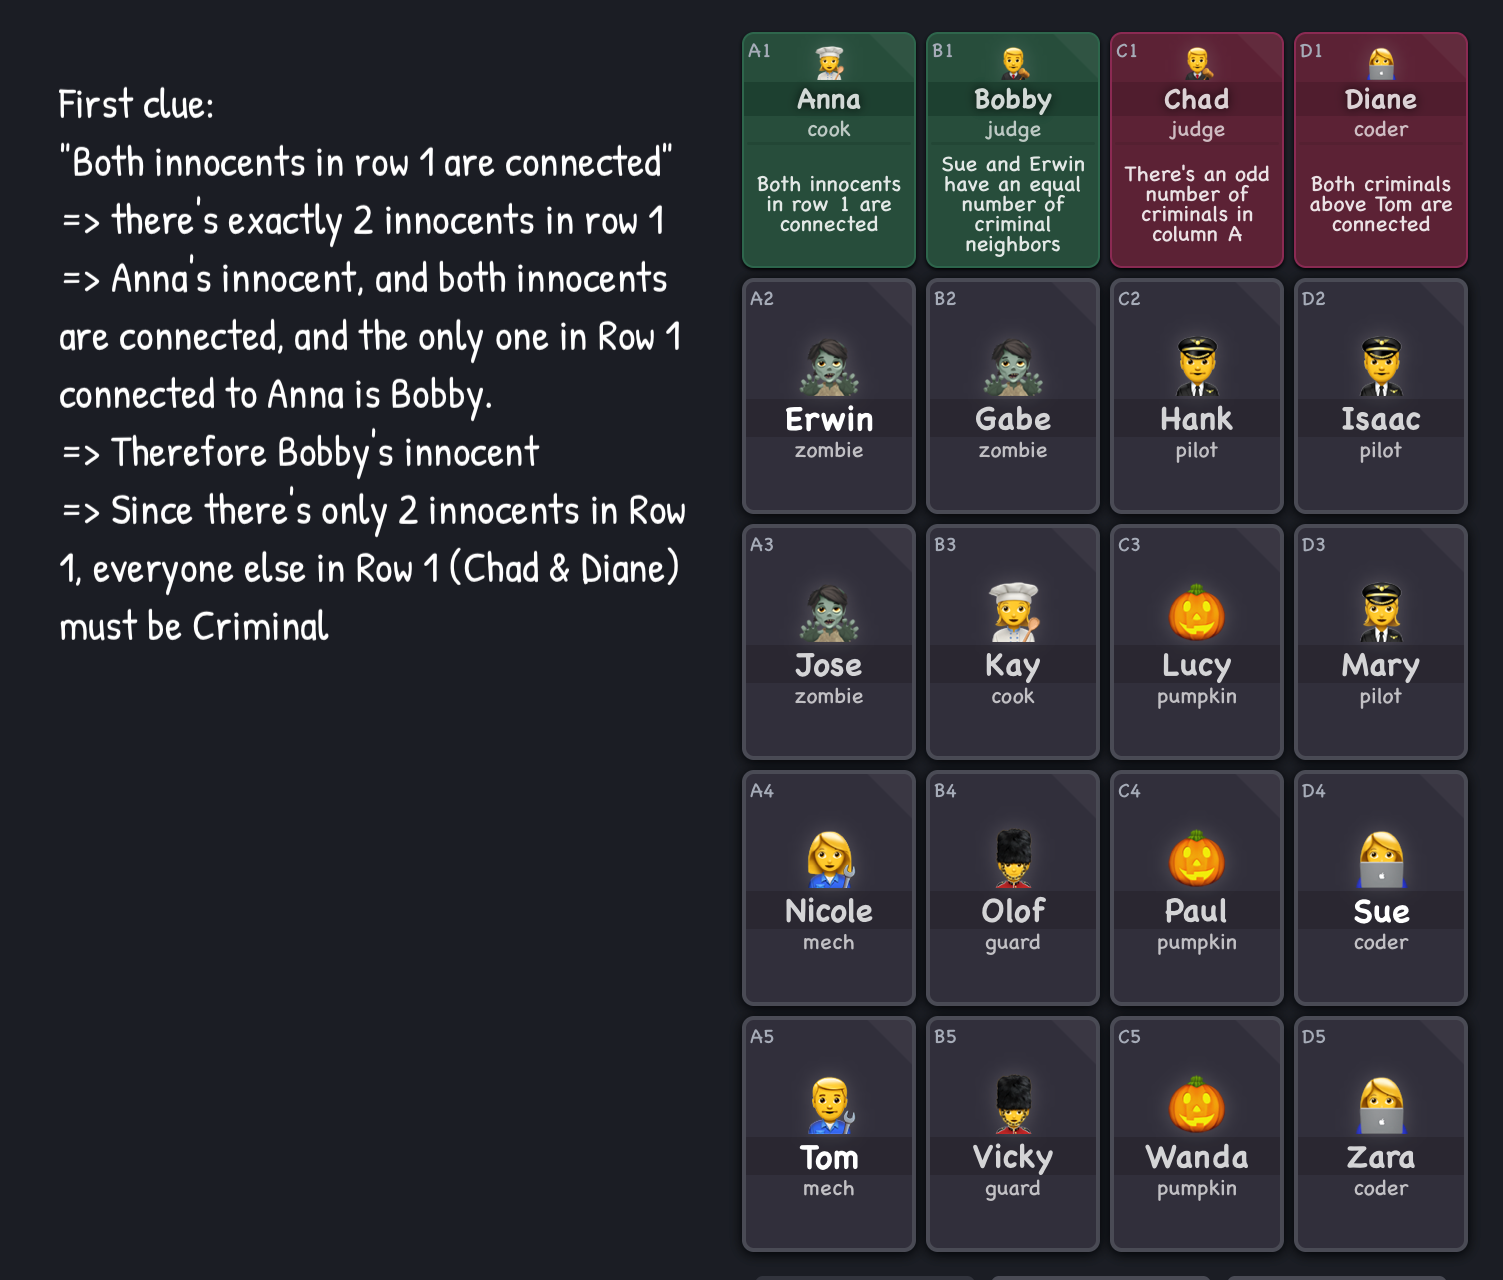 First clue:
"Both innocents in row 1 are connected"
=> there's exactly 2 innocents in row 1
=> Anna's innocent, and both innocents
are connected, and the only one in Row 1
connected to Anna is Bobby.
=> Therefore Bobby's innocent
=> Since there's only 2 innocents in Row
1, everyone else in Row 1 (Chad & Diane)
must be Criminal
A1
Anna
cook
Both innocents
in row 1 are
connected
B1
Bobby
judge
Sue and Erwin
have an equal
number of
criminal
neighbors
C1
Chad
judge
There's an odd
number of
criminals in
column A
D1
Diane
coder
Both criminals
above Tom are
connected
A2
Erwin
zombie
B2
Gabe
zombie
C2
Hank
pilot
D2
Isaac
pilot
A3
Jose
zombie
B3
Kay
cook
C3
Lucy
pumpkin
D3
Mary
pilot
A4
Nicole
mech
B4
Olof
guard
C4
Paul
pumpkin
D4
Sue
coder
A5
Tom
mech
B5
Vicky
guard
C5
Wanda
pumpkin
D5
Zara
coder